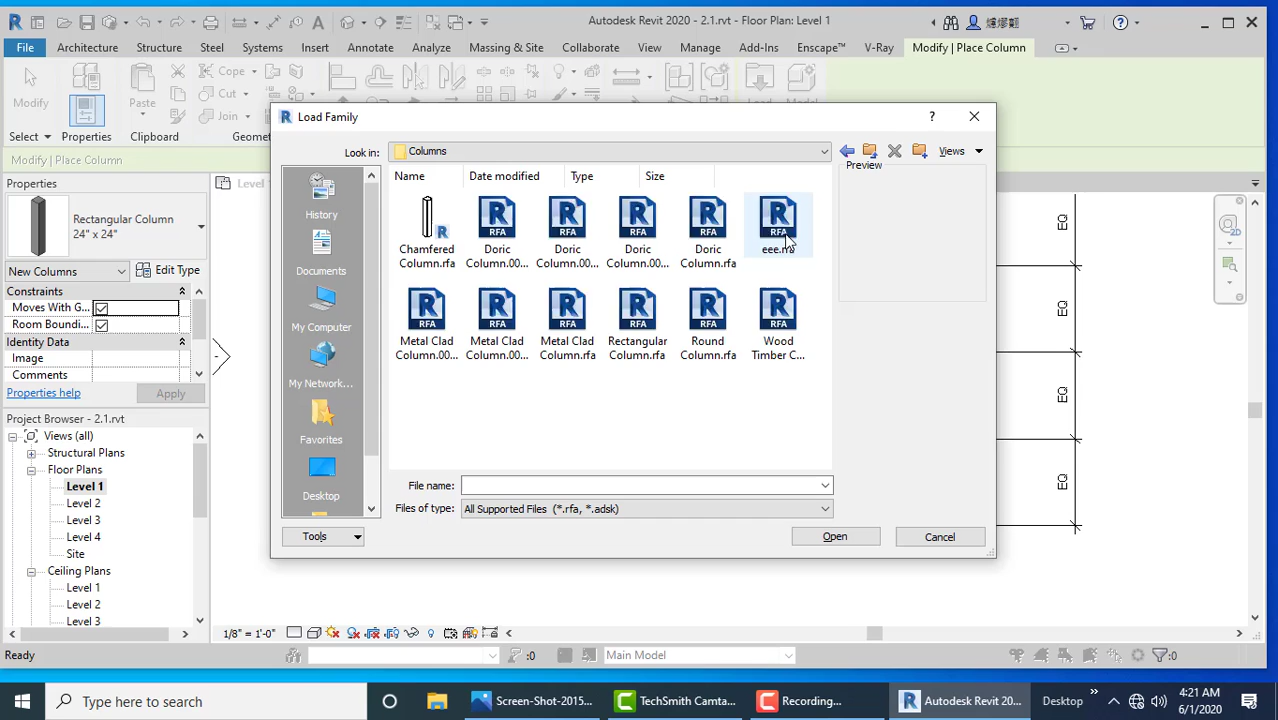 Autodesk Revit 2020 - 2.1.rvt - Floor Plan: Level 1
File Architecture Structure Steel Systems Insert Annotate Analyze Massing & Site Collaborate View Manage Add-Ins Enscape™ V-Ray Modify | Place Column
Modify
Paste
Cope
Cut
Join
Select Properties Clipboard Geome
Modify | Place Column
Load Family
Look in: Columns Views
Preview
Name Date modified Type Size
Properties
Rectangular Column
24" x 24"
New Columns Edit Type
Constraints
Moves With G...
Room Boundi...
Identity Data
Image
Comments
Properties help Apply
History
Documents
My Computer
My Network...
Favorites
Desktop
Chamfered Doric Doric Doric Doric
Column.rfa Column.00... Column.00... Column.00... Column.rfa
Metal Clad Metal Clad Metal Clad Rectangular Round Wood
Column.00... Column.00... Column.rfa Column.rfa Column.rfa Timber C...
File name:
Files of type: All Supported Files (*.rfa, *.adsk)
Tools Open Cancel
EQ
EQ
EQ
EQ
Project Browser - 2.1.rvt
Views (all)
Structural Plans
Floor Plans
Level 1
Level 2
Level 3
Level 4
Site
Ceiling Plans
Level 1
Level 2
Level 3
1/8" = 1'-0"
Ready :0 Main Model :0
Type here to search Screen-Shot-2015... TechSmith Camta... Recording... Autodesk Revit 20... Desktop
4:21 AM
6/1/2020